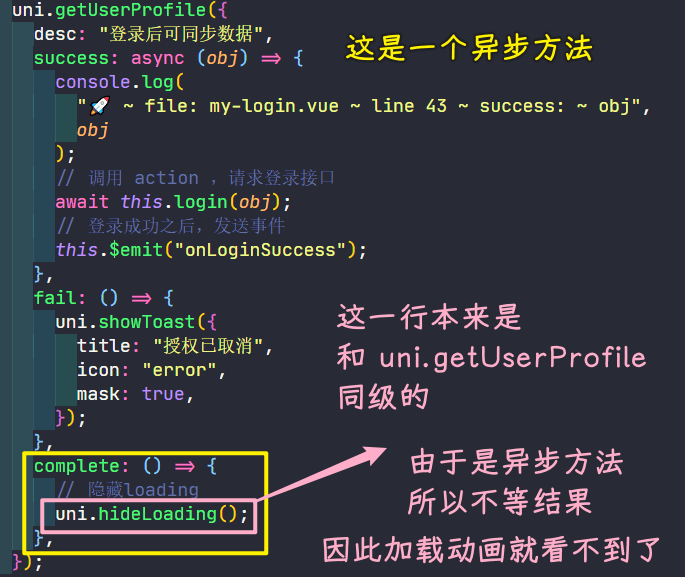 uni.getUserProfile({
desc: "登录后可同步数据",
这是一个异步方法
success: async (obj) => {
console.log(
"🚀 ~ file: my-login.vue ~ line 43 ~ success: ~ obj",
obj
);
// 调用 action ，请求登录接口
await this.login(obj);
// 登录成功之后，发送事件
this.$emit("onLoginSuccess");
},
fail: () => {
uni.showToast({
title: "授权已取消",
icon: "error",
mask: true,
});
},
这一行本来是
和 uni.getUserProfile
同级的
complete: () => {
// 隐藏loading
uni.hideLoading();
},
});
由于是异步方法
所以不等结果
因此加载动画就看不到了